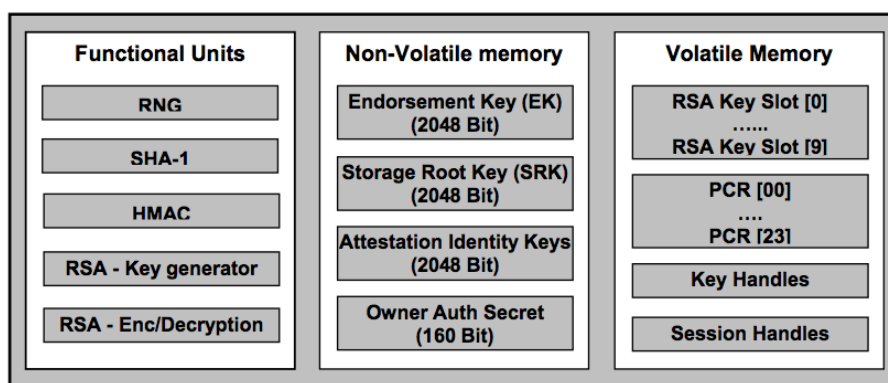 Functional Units
RNG
SHA-1
HMAC
RSA - Key generator
RSA - Enc/Decryption
Non-Volatile memory
Endorsement Key (EK)
(2048 Bit)
Storage Root Key (SRK)
(2048 Bit)
Attestation Identity Keys
(2048 Bit)
Owner Auth Secret
(160 Bit)
Volatile Memory
RSA Key Slot [0]
…...
RSA Key Slot [9]
PCR [00]
….
PCR [23]
Key Handles
Session Handles